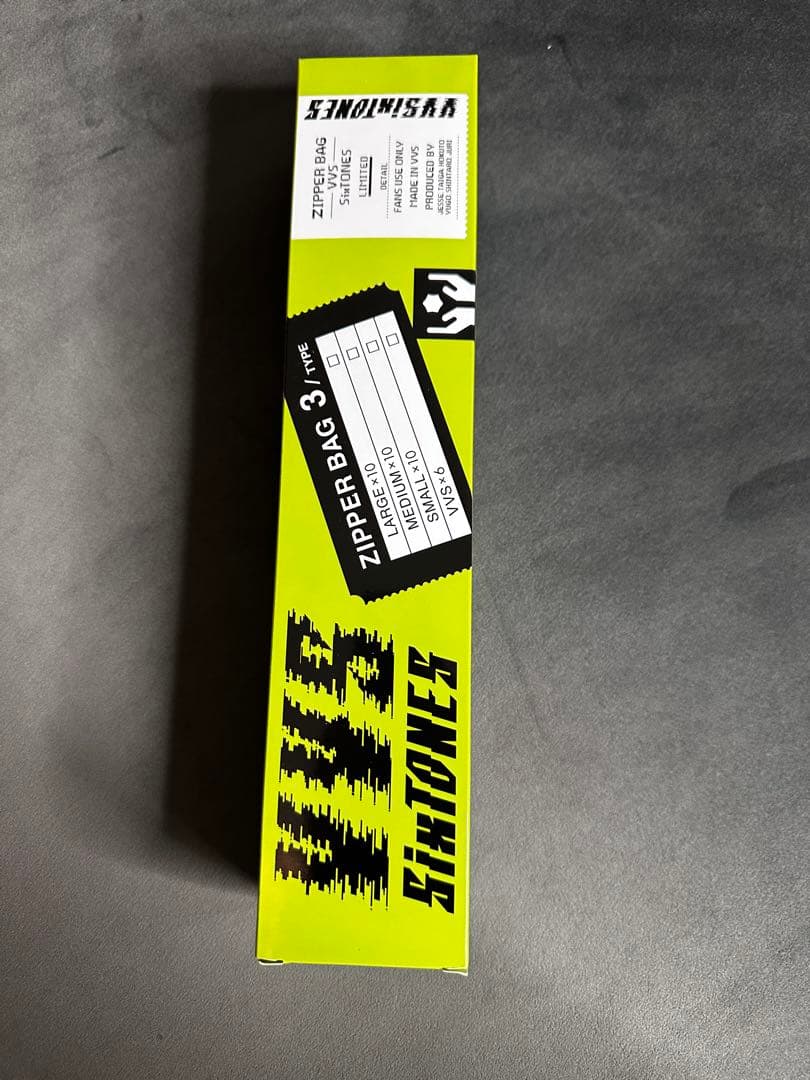 VVS
SixTONES
ZIPPER BAG 3/TYPE
LARGE×10
MEDIUM×10
SMALL×10
VVS×6
VVSixTONES
ZIPPER BAG
VVS
SixTONES
LIMITED
DETAIL
FANS USE ONLY
MADE IN VVS
PRODUCED BY
JESSE TAIGA HOKUTO
YUGO SHINTARO JURI